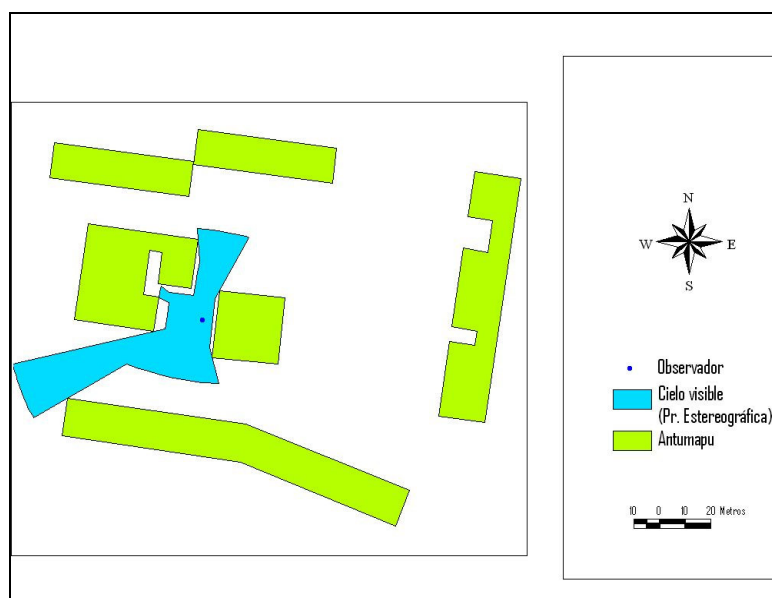 N
W E
S
Observador
Cielo visible
(Pr. Estereográfica)
Antumapu
10 0 10 20 Metros